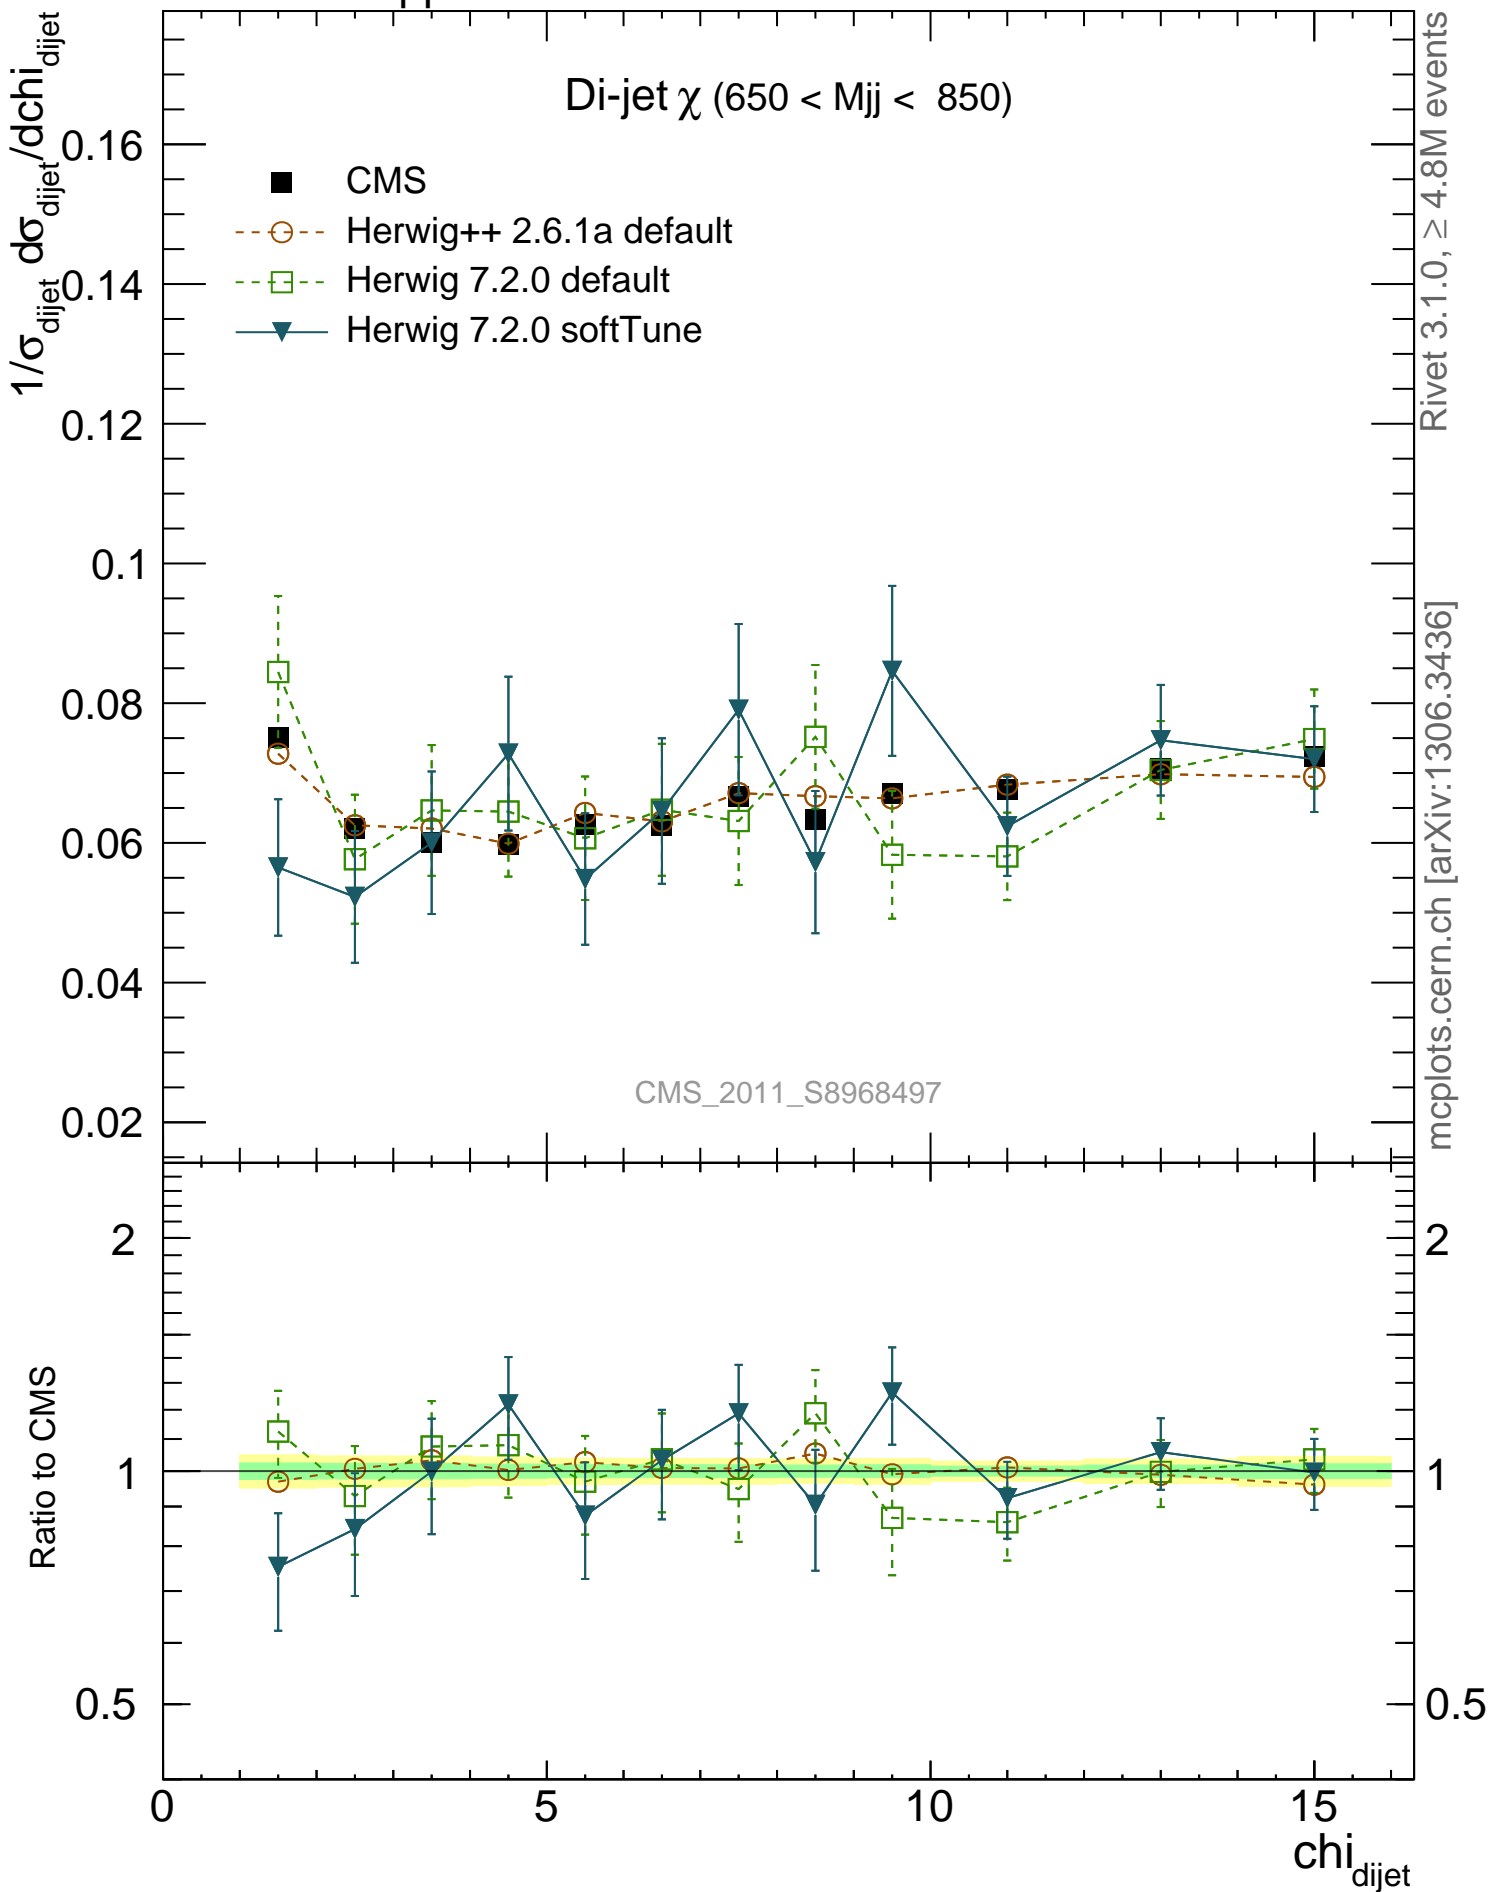 Di-jet χ (650 < Mjj < 850)
1/σdijet dσdijet/dchidijet
CMS
Herwig++ 2.6.1a default
Herwig 7.2.0 default
Herwig 7.2.0 softTune
0.16
0.14
0.12
0.1
0.08
0.06
0.04
0.02
CMS_2011_S8968497
Rivet 3.1.0, ≥ 4.8M events
mcplots.cern.ch [arXiv:1306.3436]
Ratio to CMS
2
1
0.5
2
1
0.5
0 5 10 15
chidijet